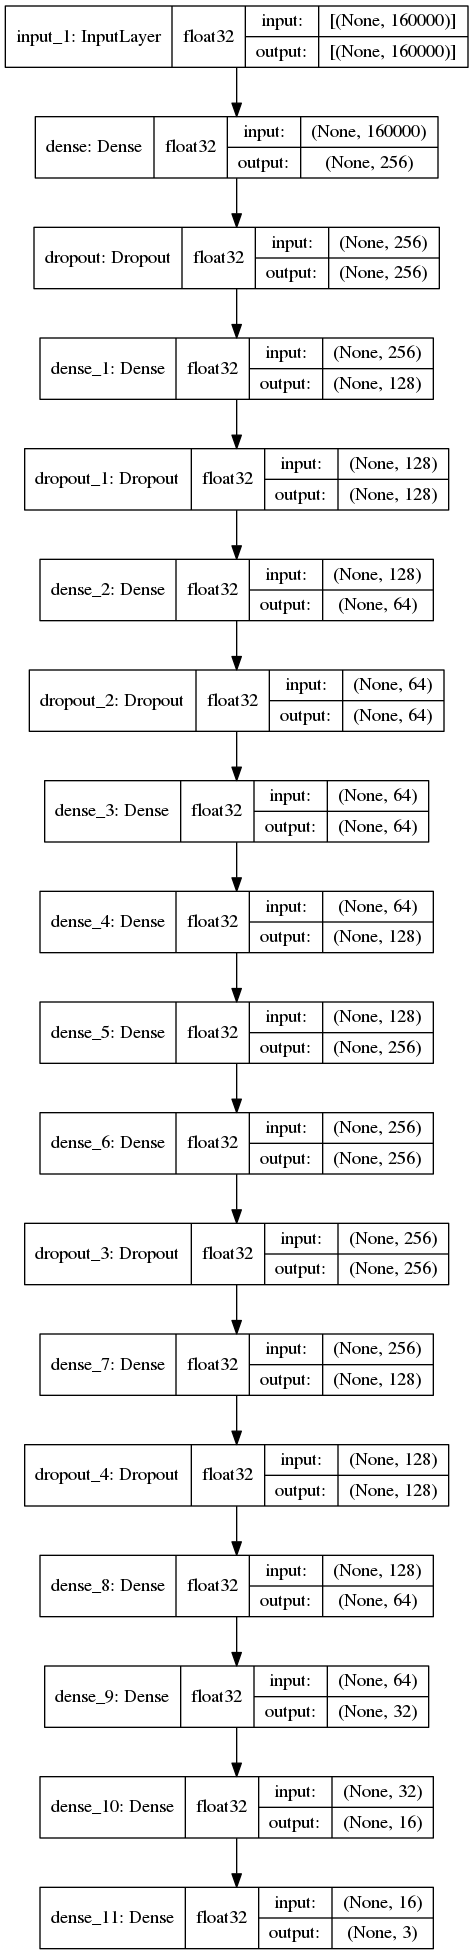 input_1: InputLayer float32 input: [(None, 160000)]
output: [(None, 160000)]
dense: Dense float32 input: (None, 160000)
output: (None, 256)
dropout: Dropout float32 input: (None, 256)
output: (None, 256)
dense_1: Dense float32 input: (None, 256)
output: (None, 128)
dropout_1: Dropout float32 input: (None, 128)
output: (None, 128)
dense_2: Dense float32 input: (None, 128)
output: (None, 64)
dropout_2: Dropout float32 input: (None, 64)
output: (None, 64)
dense_3: Dense float32 input: (None, 64)
output: (None, 64)
dense_4: Dense float32 input: (None, 64)
output: (None, 128)
dense_5: Dense float32 input: (None, 128)
output: (None, 256)
dense_6: Dense float32 input: (None, 256)
output: (None, 256)
dropout_3: Dropout float32 input: (None, 256)
output: (None, 256)
dense_7: Dense float32 input: (None, 256)
output: (None, 128)
dropout_4: Dropout float32 input: (None, 128)
output: (None, 128)
dense_8: Dense float32 input: (None, 128)
output: (None, 64)
dense_9: Dense float32 input: (None, 64)
output: (None, 32)
dense_10: Dense float32 input: (None, 32)
output: (None, 16)
dense_11: Dense float32 input: (None, 16)
output: (None, 3)